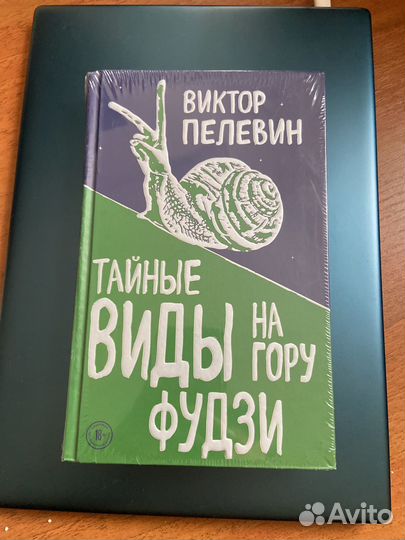 ВИКТОР
ПЕЛЕВИН
ТАЙНЫЕ
ВИДЫ НА
ГОРУ
ФУДЗИ
18+
Avito